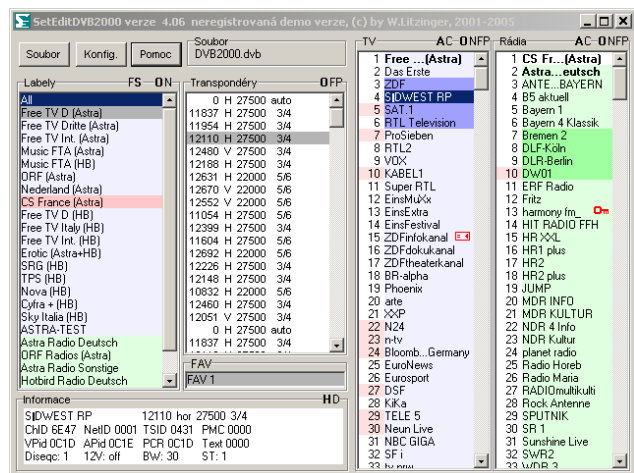 SetEditDVB2000 verze 4.06 neregistrovaná demo verze, (c) by W.Litzinger, 2001-2005
Soubor
Konfig.
Pomoc
Soubor
DVB2000.dvb
Labely FS ON
All
Free TV D (Astra)
Free TV Dritte (Astra)
Free TV Int. (Astra)
Music FTA (Astra)
Music FTA (HB)
ORF (Astra)
Nederland (Astra)
CS France (Astra)
Free TV D (HB)
Free TV Italy (HB)
Free TV Int. (HB)
Erotic (Astra+HB)
SRG (HB)
TPS (HB)
Nova (HB)
Cyfra + (HB)
Sky Italia (HB)
ASTRA-TEST
Astra Radio Deutsch
ORF Radios (Astra)
Astra Radio Sonstige
Hotbird Radio Deutsch
Transpondéry OFP
0 H 27500 auto
11837 H 27500 3/4
11954 H 27500 3/4
12110 H 27500 3/4
12480 V 27500 3/4
12188 H 27500 3/4
12631 H 22000 5/6
12670 V 22000 5/6
12552 V 22000 5/6
11054 H 27500 5/6
12399 H 27500 3/4
11604 H 27500 5/6
12692 H 22000 5/6
12226 H 27500 3/4
12148 H 27500 3/4
10832 H 22000 5/6
12460 H 27500 3/4
12051 V 27500 3/4
0 H 27500 auto
11837 H 27500 3/4
FAV
FAV 1
Informace HD
SÜDWEST RP 12110 hor 27500 3/4
ChID 6E47 NetID 0001 TSID 0431 PMC 0000
VPid 0C1D APid 0C1E PCR 0C1D Text 0000
Diseqc: 1 12V: off BW: 30 ST: 1
TV AC ONFP
1 Free ...(Astra)
2 Das Erste
3 ZDF
4 SÜDWEST RP
5 SAT.1
6 RTL Television
7 ProSieben
8 RTL2
9 VOX
10 KABEL1
11 Super RTL
12 EinsMuXx
13 EinsExtra
14 EinsFestival
15 ZDFinfokanal
16 ZDFdokukanal
17 ZDFtheaterkanal
18 BR-alpha
19 Phoenix
20 arte
21 XXP
22 N24
23 n-tv
24 Bloomb...Germany
25 EuroNews
26 Eurosport
27 DSF
28 KiKa
29 TELE 5
30 Neun Live
31 NBC GIGA
32 SF i
33 tv.nrw
Rádia AC ONFP
1 CS Fr...(Astra)
2 Astra...eutsch
3 ANTE...BAYERN
4 B5 aktuell
5 Bayern 1
6 Bayern 4 Klassik
7 Bremen 2
8 DLF-Köln
9 DLR-Berlin
10 DW01
11 ERF Radio
12 Fritz
13 harmony fm_
14 HIT RADIO FFH
15 HR XXL
16 HR1 plus
17 HR2
18 HR2 plus
19 JUMP
20 MDR INFO
21 MDR KULTUR
22 NDR 4 Info
23 NDR Kultur
24 planet radio
25 Radio Horeb
26 Radio Maria
27 RADIOmultikulti
28 Rock Antenne
29 SPUTNIK
30 SR 1
31 Sunshine Live
32 SWR2
33 WDR 3